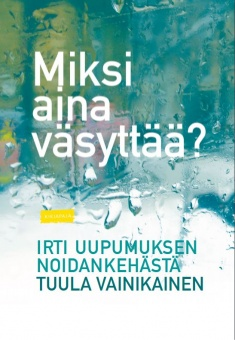 Miksi
aina
väsyttää?
IRTI UUPUMUKSEN
NOIDANKEHÄSTÄ
TUULA VAINIKAINEN